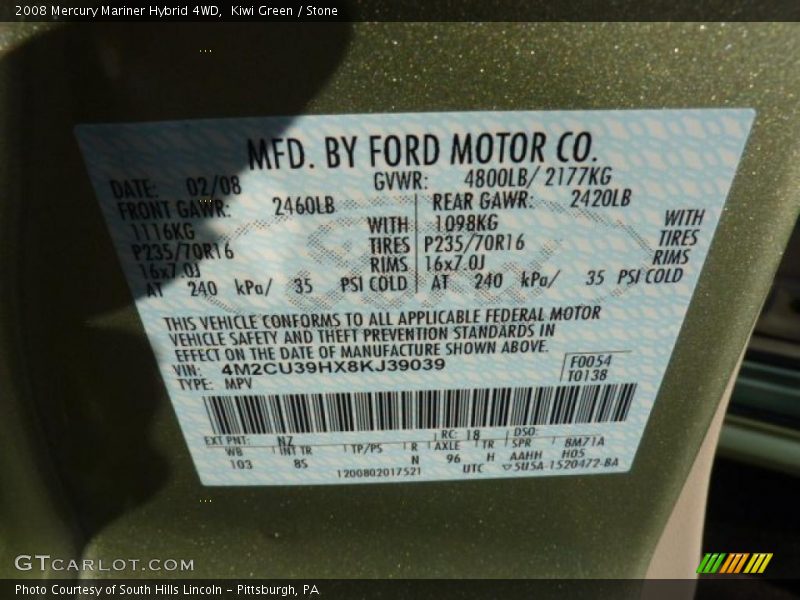 2008 Mercury Mariner Hybrid 4WD, Kiwi Green / Stone
MFD. BY FORD MOTOR CO.
DATE: 02/08 GVWR: 4800LB/ 2177KG
FRONT GAWR: 2460LB REAR GAWR: 2420LB
1116KG WITH 1098KG WITH
P235/70R16 TIRES P235/70R16 TIRES
16x7.0J RIMS 16x7.0J RIMS
AT 240 kPa/ 35 PSI COLD AT 240 kPa/ 35 PSI COLD
THIS VEHICLE CONFORMS TO ALL APPLICABLE FEDERAL MOTOR
VEHICLE SAFETY AND THEFT PREVENTION STANDARDS IN
EFFECT ON THE DATE OF MANUFACTURE SHOWN ABOVE.
VIN: 4M2CU39HX8KJ39039 F0054
TYPE: MPV T0138
EXT PNT: NZ RC: 18 DSO:
WB INT TR TP/PS R AXLE TR SPR 8M71A
103 85 N 96 H AAHH H05
1200802017521 UTC ▽5U5A-1520472-BA
GTCARLOT.COM
Photo Courtesy of South Hills Lincoln - Pittsburgh, PA